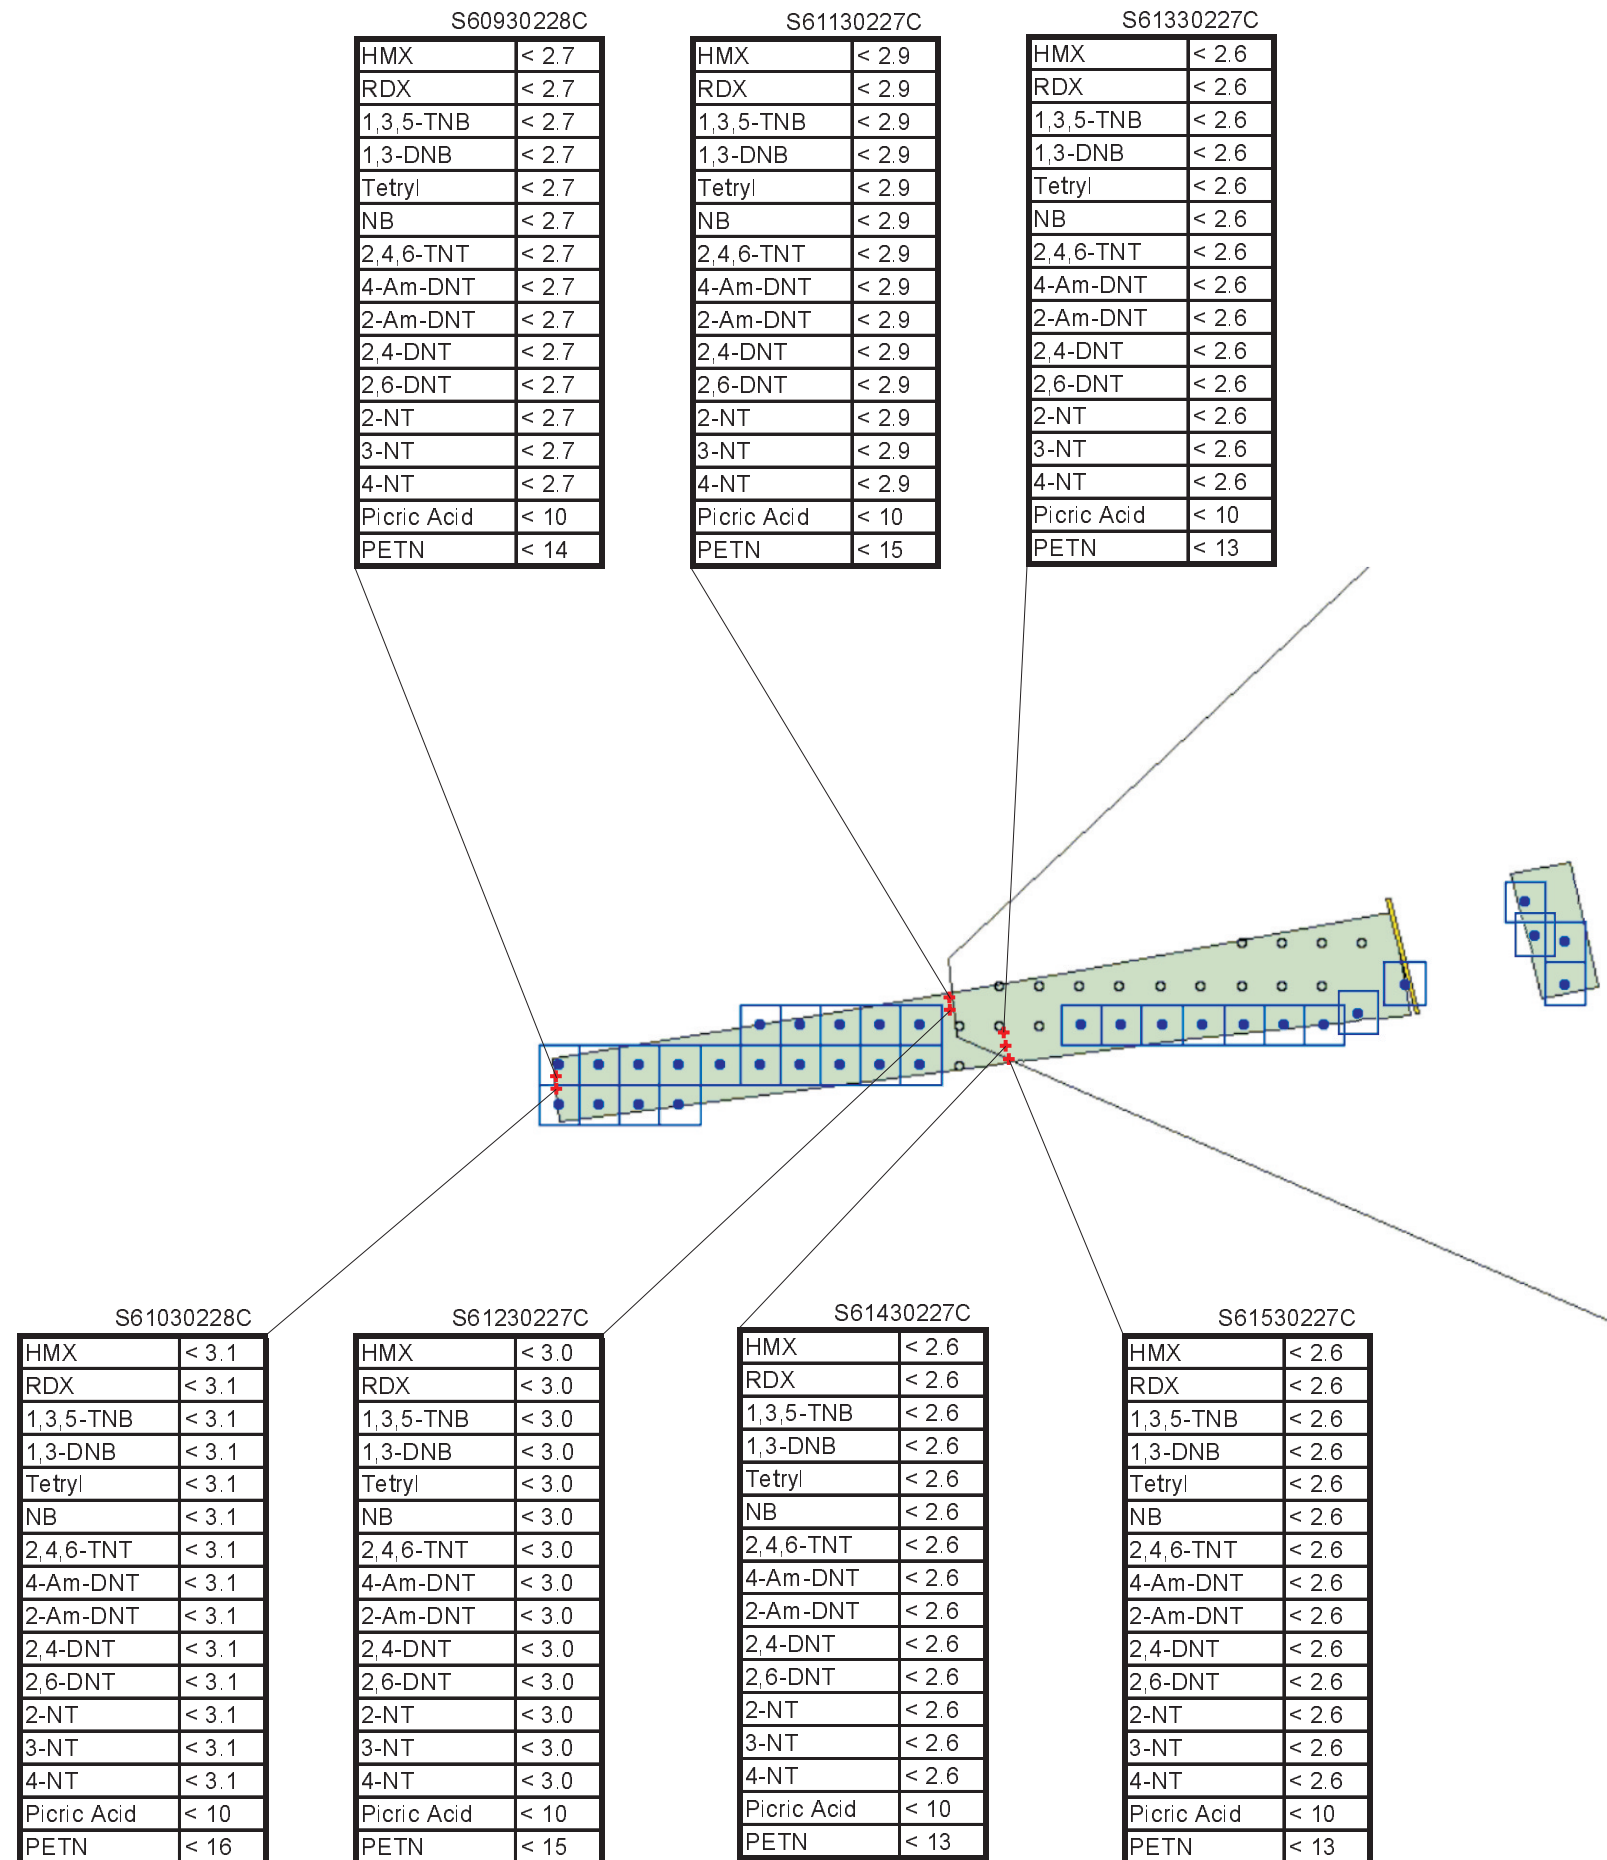 S60930228C
HMX < 2.7
RDX < 2.7
1,3,5-TNB < 2.7
1,3-DNB < 2.7
Tetryl < 2.7
NB < 2.7
2,4,6-TNT < 2.7
4-Am-DNT < 2.7
2-Am-DNT < 2.7
2,4-DNT < 2.7
2,6-DNT < 2.7
2-NT < 2.7
3-NT < 2.7
4-NT < 2.7
Picric Acid < 10
PETN < 14
S61130227C
HMX < 2.9
RDX < 2.9
1,3,5-TNB < 2.9
1,3-DNB < 2.9
Tetryl < 2.9
NB < 2.9
2,4,6-TNT < 2.9
4-Am-DNT < 2.9
2-Am-DNT < 2.9
2,4-DNT < 2.9
2,6-DNT < 2.9
2-NT < 2.9
3-NT < 2.9
4-NT < 2.9
Picric Acid < 10
PETN < 15
S61330227C
HMX < 2.6
RDX < 2.6
1,3,5-TNB < 2.6
1,3-DNB < 2.6
Tetryl < 2.6
NB < 2.6
2,4,6-TNT < 2.6
4-Am-DNT < 2.6
2-Am-DNT < 2.6
2,4-DNT < 2.6
2,6-DNT < 2.6
2-NT < 2.6
3-NT < 2.6
4-NT < 2.6
Picric Acid < 10
PETN < 13
S61030228C
HMX < 3.1
RDX < 3.1
1,3,5-TNB < 3.1
1,3-DNB < 3.1
Tetryl < 3.1
NB < 3.1
2,4,6-TNT < 3.1
4-Am-DNT < 3.1
2-Am-DNT < 3.1
2,4-DNT < 3.1
2,6-DNT < 3.1
2-NT < 3.1
3-NT < 3.1
4-NT < 3.1
Picric Acid < 10
PETN < 16
S61230227C
HMX < 3.0
RDX < 3.0
1,3,5-TNB < 3.0
1,3-DNB < 3.0
Tetryl < 3.0
NB < 3.0
2,4,6-TNT < 3.0
4-Am-DNT < 3.0
2-Am-DNT < 3.0
2,4-DNT < 3.0
2,6-DNT < 3.0
2-NT < 3.0
3-NT < 3.0
4-NT < 3.0
Picric Acid < 10
PETN < 15
S61430227C
HMX < 2.6
RDX < 2.6
1,3,5-TNB < 2.6
1,3-DNB < 2.6
Tetryl < 2.6
NB < 2.6
2,4,6-TNT < 2.6
4-Am-DNT < 2.6
2-Am-DNT < 2.6
2,4-DNT < 2.6
2,6-DNT < 2.6
2-NT < 2.6
3-NT < 2.6
4-NT < 2.6
Picric Acid < 10
PETN < 13
S61530227C
HMX < 2.6
RDX < 2.6
1,3,5-TNB < 2.6
1,3-DNB < 2.6
Tetryl < 2.6
NB < 2.6
2,4,6-TNT < 2.6
4-Am-DNT < 2.6
2-Am-DNT < 2.6
2,4-DNT < 2.6
2,6-DNT < 2.6
2-NT < 2.6
3-NT < 2.6
4-NT < 2.6
Picric Acid < 10
PETN < 13